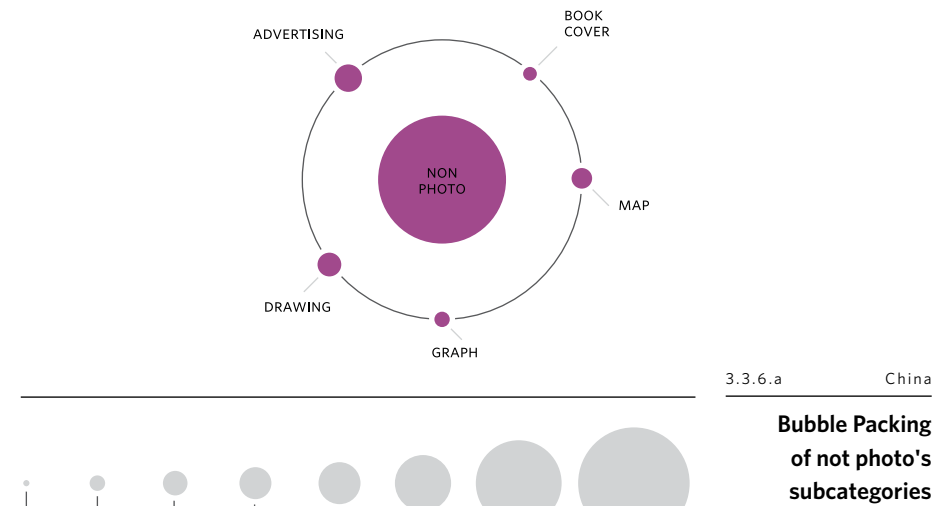 ADVERTISING
BOOK
COVER
NON
PHOTO
MAP
DRAWING
GRAPH
3.3.6.a China
Bubble Packing
of not photo's
subcategories